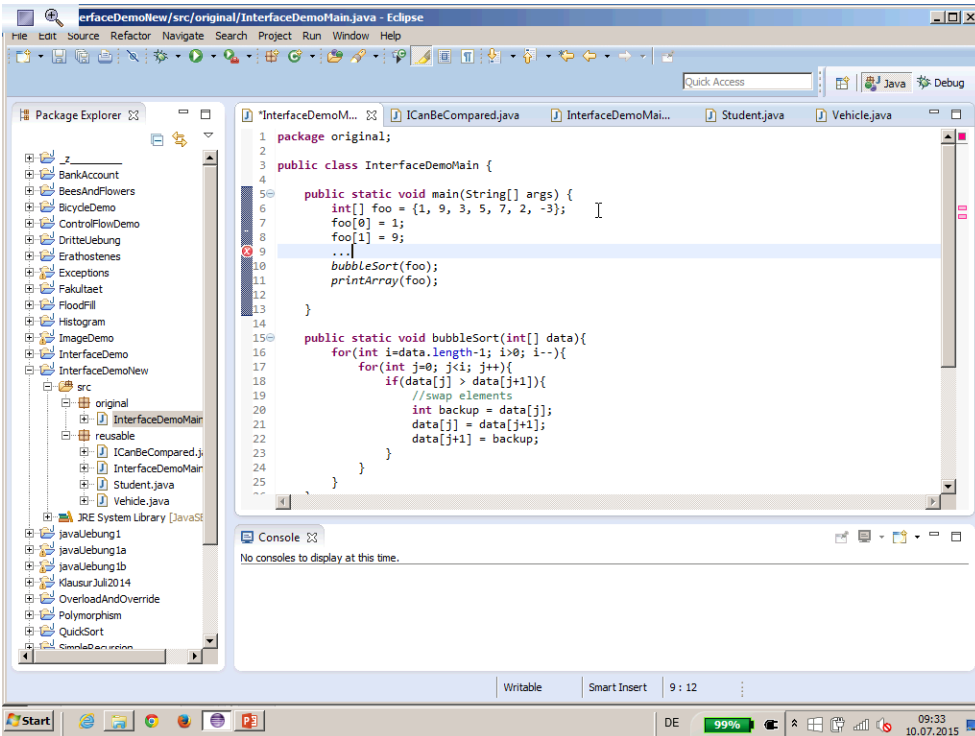 erfaceDemoNew/src/original/InterfaceDemoMain.java - Eclipse
File Edit Source Refactor Navigate Search Project Run Window Help
Quick Access
Java
Debug
Package Explorer
_z_________
BankAccount
BeesAndFlowers
BicycleDemo
ControlFlowDemo
DritteUebung
Erathostenes
Exceptions
Fakultaet
FloodFill
Histogram
ImageDemo
InterfaceDemo
InterfaceDemoNew
src
original
InterfaceDemoMain
reusable
ICanBeCompared.j
InterfaceDemoMain
Student.java
Vehicle.java
JRE System Library [JavaSE
javaUebung1
javaUebung1a
javaUebung1b
KlausurJuli2014
OverloadAndOverride
Polymorphism
QuickSort
SimpleRecursion
*InterfaceDemoM...
ICanBeCompared.java
InterfaceDemoMai...
Student.java
Vehicle.java
1 package original;
2
3 public class InterfaceDemoMain {
4
5 public static void main(String[] args) {
6 int[] foo = {1, 9, 3, 5, 7, 2, -3};
7 foo[0] = 1;
8 foo[1] = 9;
9 ...
10 bubbleSort(foo);
11 printArray(foo);
12
13 }
14
15 public static void bubbleSort(int[] data){
16 for(int i=data.length-1; i>0; i--){
17 for(int j=0; j<i; j++){
18 if(data[j] > data[j+1]){
19 //swap elements
20 int backup = data[j];
21 data[j] = data[j+1];
22 data[j+1] = backup;
23 }
24 }
25 }
Console
No consoles to display at this time.
Writable
Smart Insert
9 : 12
Start
DE
99%
09:33
10.07.2015